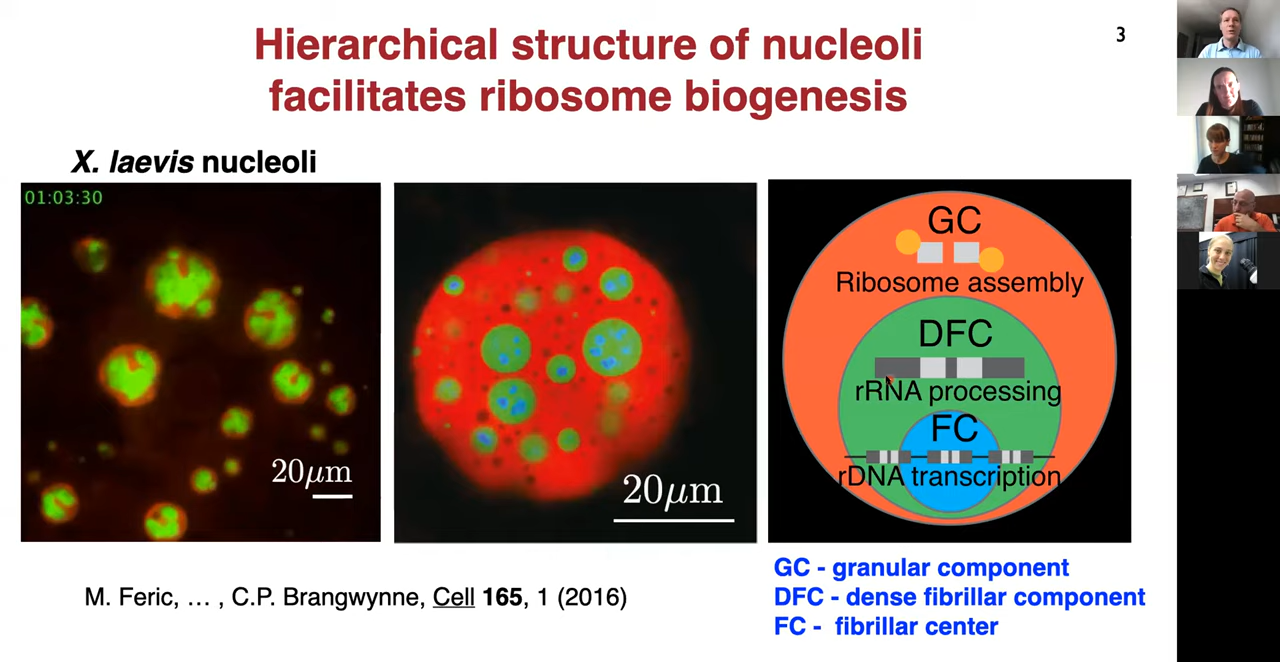 Hierarchical structure of nucleoli
facilitates ribosome biogenesis
3
X. laevis nucleoli
01:03:30
20μm
20μm
GC
Ribosome assembly
DFC
rRNA processing
FC
rDNA transcription
M. Feric, ... , C.P. Brangwynne, Cell 165, 1 (2016)
GC - granular component
DFC - dense fibrillar component
FC - fibrillar center